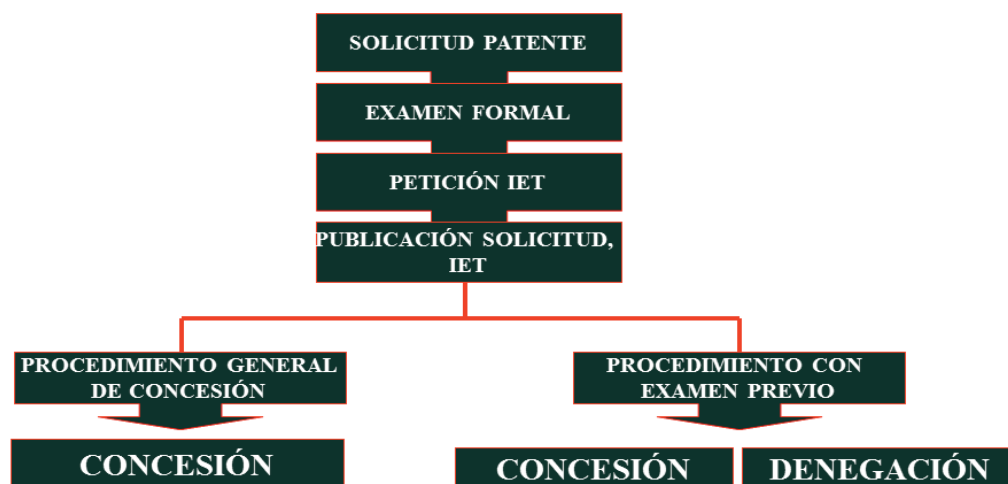 SOLICITUD PATENTE
EXAMEN FORMAL
PETICIÓN IET
PUBLICACIÓN SOLICITUD,
IET
PROCEDIMIENTO GENERAL
DE CONCESIÓN
PROCEDIMIENTO CON
EXAMEN PREVIO
CONCESIÓN
CONCESIÓN
DENEGACIÓN